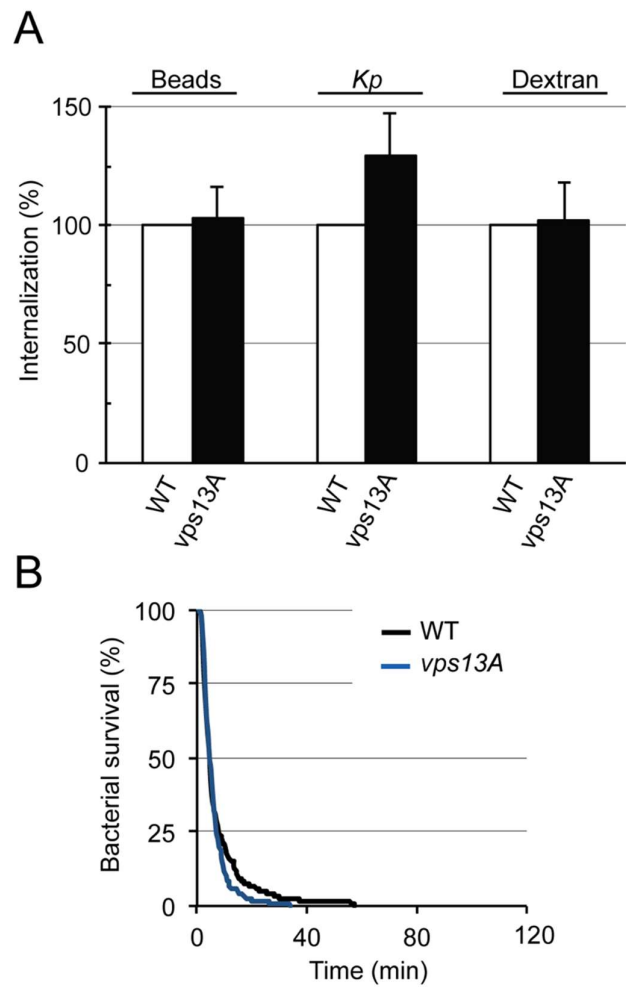 A
Beads Kp Dextran
150
100
50
0
Internalization (%)
WT vps13A WT vps13A WT vps13A
B
100
75
50
25
0
Bacterial survival (%)
WT
vps13A
0 40 80 120
Time (min)